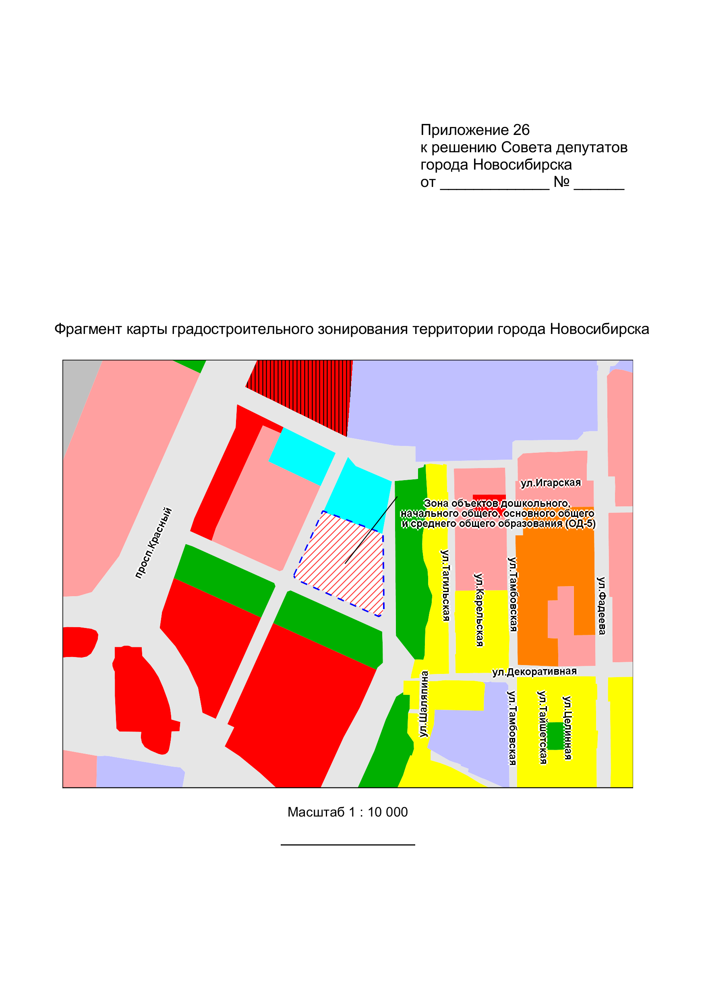 Приложение 26
к решению Совета депутатов
города Новосибирска
от _____________ № ______
Фрагмент карты градостроительного зонирования территории города Новосибирска
ул.Игарская
Зона объектов дошкольного,
начального общего, основного общего
и среднего общего образования (ОД-5)
просп.Красный
ул.Тагильская
ул.Карельская
ул.Тамбовская
ул.Фадеева
ул.Декоративная
ул.Шаляпина
ул.Тамбовская
ул.Тайшетская
ул.Целинная
Масштаб 1 : 10 000